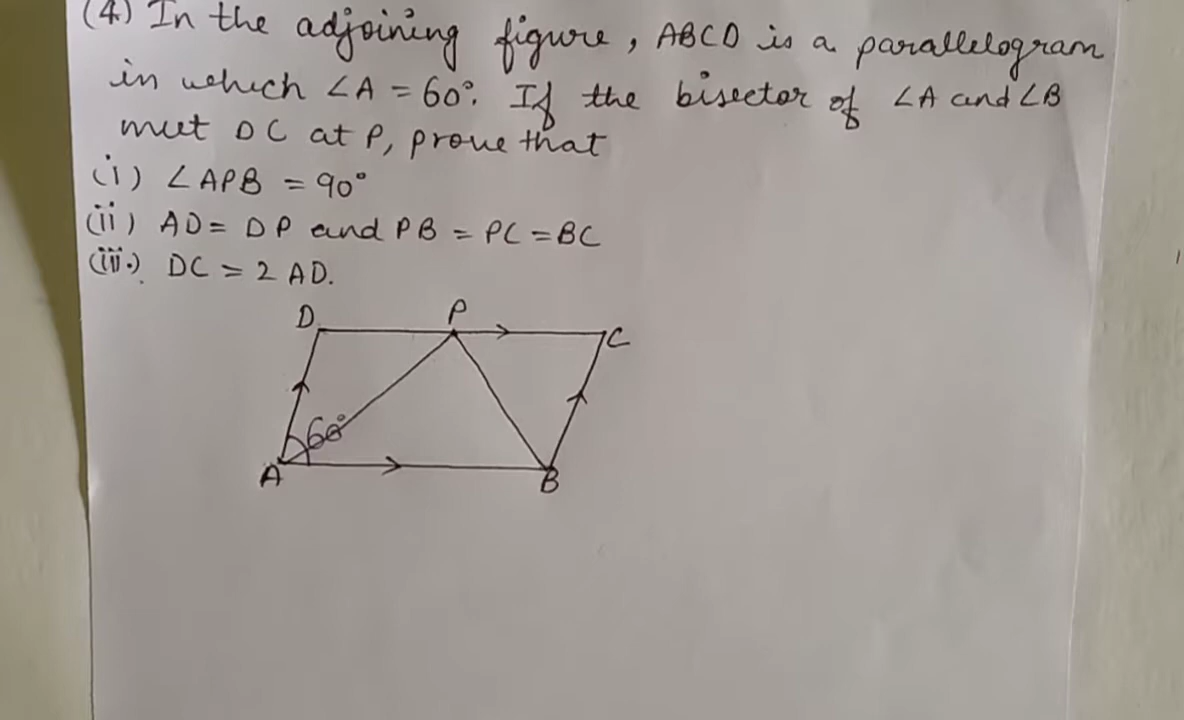 (4) In the adjoining figure, ABCD is a parallelogram
in which ∠A = 60°. If the bisector of ∠A and ∠B
meet DC at P, prove that
(i) ∠APB = 90°
(ii) AD = DP and PB = PC = BC
(iii.) DC = 2 AD.
D P C
60°
A B